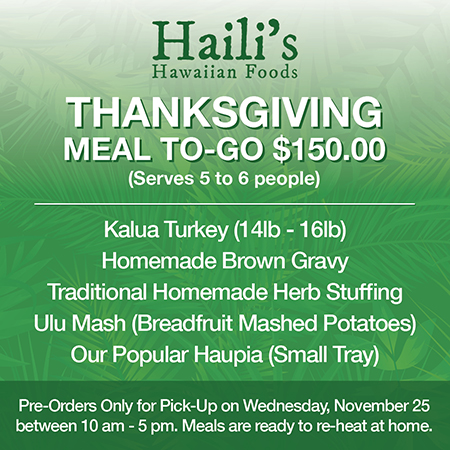 Haili's
Hawaiian Foods
THANKSGIVING
MEAL TO-GO $150.00
(Serves 5 to 6 people)
Kalua Turkey (14lb - 16lb)
Homemade Brown Gravy
Traditional Homemade Herb Stuffing
Ulu Mash (Breadfruit Mashed Potatoes)
Our Popular Haupia (Small Tray)
Pre-Orders Only for Pick-Up on Wednesday, November 25
between 10 am - 5 pm. Meals are ready to re-heat at home.